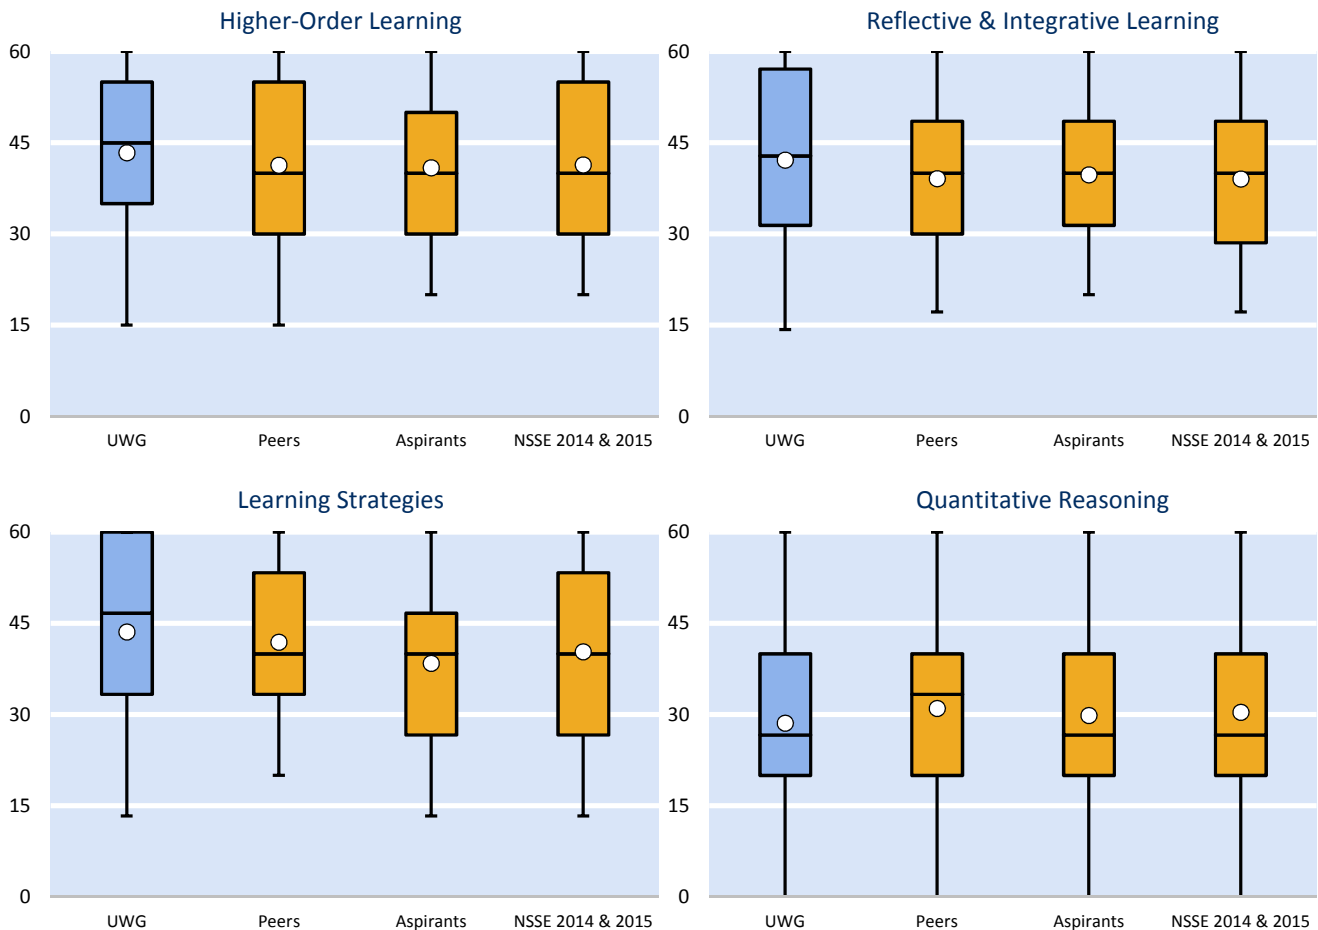 Higher-Order Learning
60
45
30
15
0
UWG Peers Aspirants NSSE 2014 & 2015
Reflective & Integrative Learning
60
45
30
15
0
UWG Peers Aspirants NSSE 2014 & 2015
Learning Strategies
60
45
30
15
0
UWG Peers Aspirants NSSE 2014 & 2015
Quantitative Reasoning
60
45
30
15
0
UWG Peers Aspirants NSSE 2014 & 2015